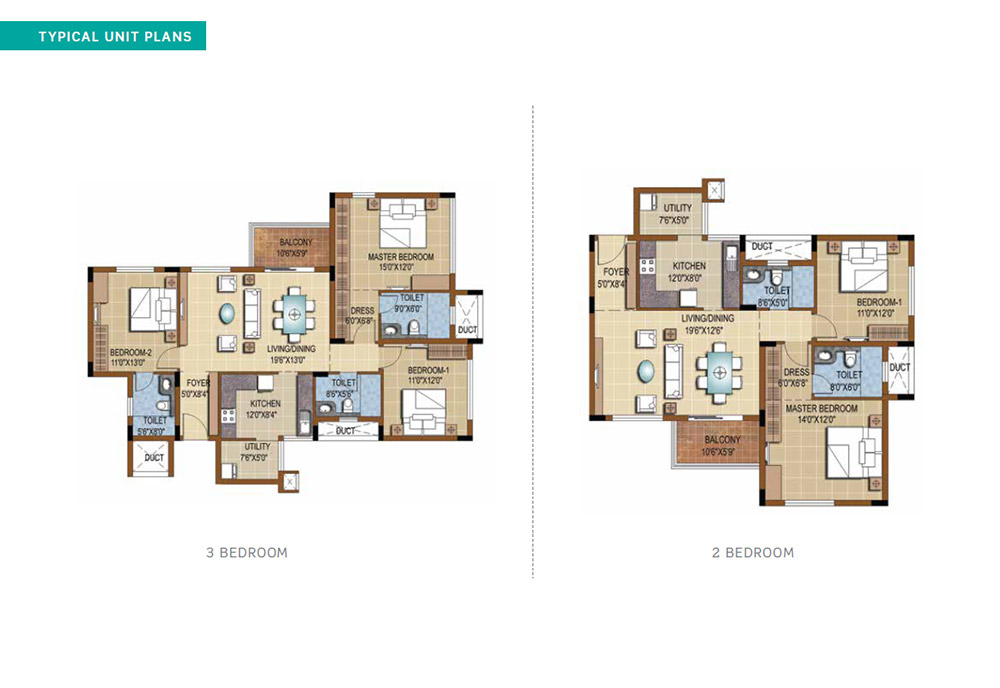 TYPICAL UNIT PLANS
BALCONY
10'6"X5'9"
MASTER BEDROOM
15'0"X12'0"
TOILET
9'0"X6'0"
DRESS
6'0"X6'8"
DUCT
LIVING/DINING
19'6"X13'0"
BEDROOM-2
11'0"X13'0"
BEDROOM-1
11'0"X12'0"
FOYER
5'0"X8'4"
TOILET
8'6"X5'6"
KITCHEN
12'0"X8'4"
TOILET
5'6"X8'0"
DUCT
DUCT
UTILITY
7'6"X5'0"
X
3 BEDROOM
X
UTILITY
7'6"X5'0"
DUCT
FOYER
5'0"X8'4"
KITCHEN
12'0"X8'0"
TOILET
8'6"X5'0"
BEDROOM-1
11'0"X12'0"
LIVING/DINING
19'6"X12'6"
DRESS
6'0"X6'8"
TOILET
8'0"X6'0"
DUCT
MASTER BEDROOM
14'0"X12'0"
BALCONY
10'6"X5'9"
2 BEDROOM